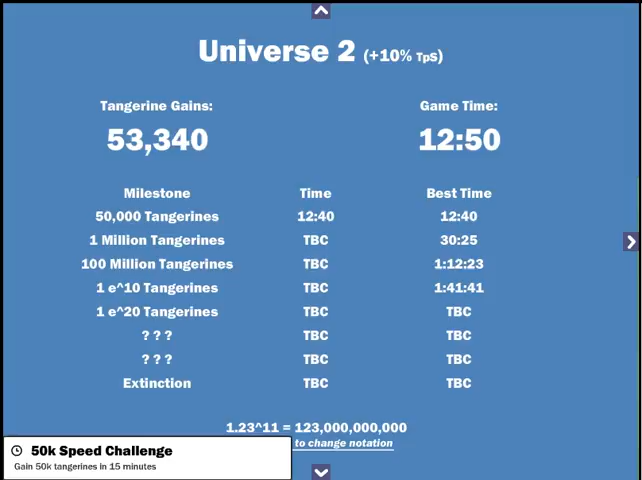 Universe 2 (+10% TpS)
Tangerine Gains: Game Time:
53,340 12:50
Milestone Time Best Time
50,000 Tangerines 12:40 12:40
1 Million Tangerines TBC 30:25
100 Million Tangerines TBC 1:12:23
1 e^10 Tangerines TBC 1:41:41
1 e^20 Tangerines TBC TBC
? ? ? TBC TBC
? ? ? TBC TBC
Extinction TBC TBC
1.23^11 = 123,000,000,000
to change notation
50k Speed Challenge
Gain 50k tangerines in 15 minutes